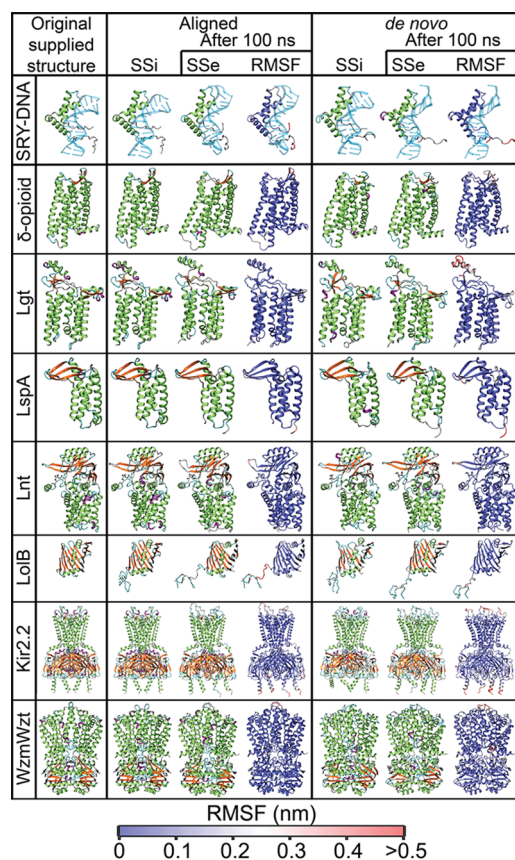 Original supplied structure
Aligned
de novo
After 100 ns
After 100 ns
SSi
SSe
RMSF
SSi
SSe
RMSF
SRY-DNA
δ-opioid
Lgt
LspA
Lnt
LolB
Kir2.2
WzmWzt
RMSF (nm)
0 0.1 0.2 0.3 0.4 >0.5